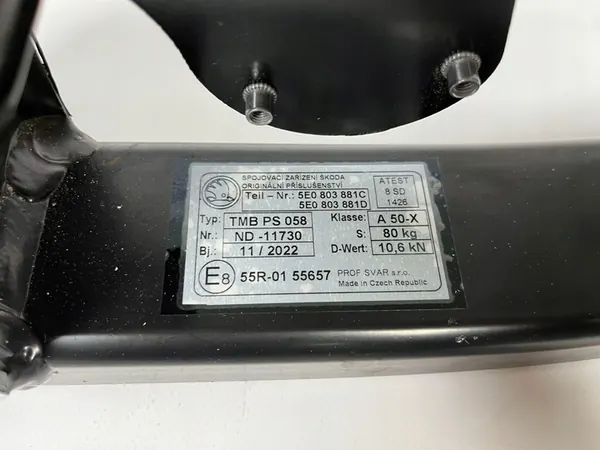 SPOJOVACÍ ZAŘÍZENÍ ŠKODA
ORIGINÁLNÍ PŘÍSLUŠENSTVÍ
Teil - Nr.: 5E0 803 881C
5E0 803 881D
ATEST
8 SD
1426
Typ: TMB PS 058 Klasse: A 50-X
Nr.: ND -11730 S: 80 kg
Bj.: 11 / 2022 D-Wert: 10,6 kN
E8 55R-01 55657 PROF SVAR s.r.o.
Made in Czech Republic